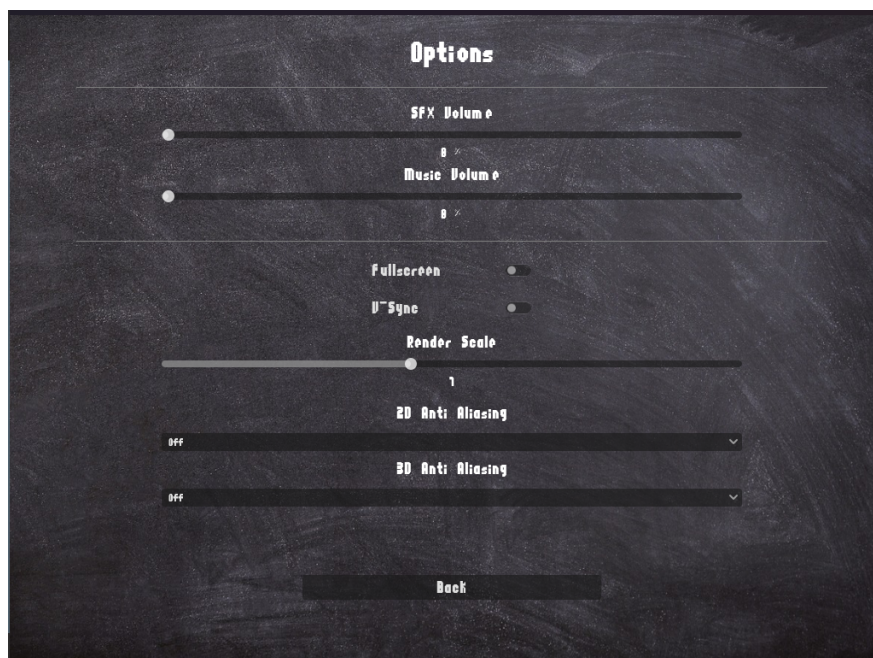 Options
SFX Volume
0 %
Music Volume
0 %
Fullscreen
V-Sync
Render Scale
1
2D Anti Aliasing
Off
3D Anti Aliasing
Off
Back